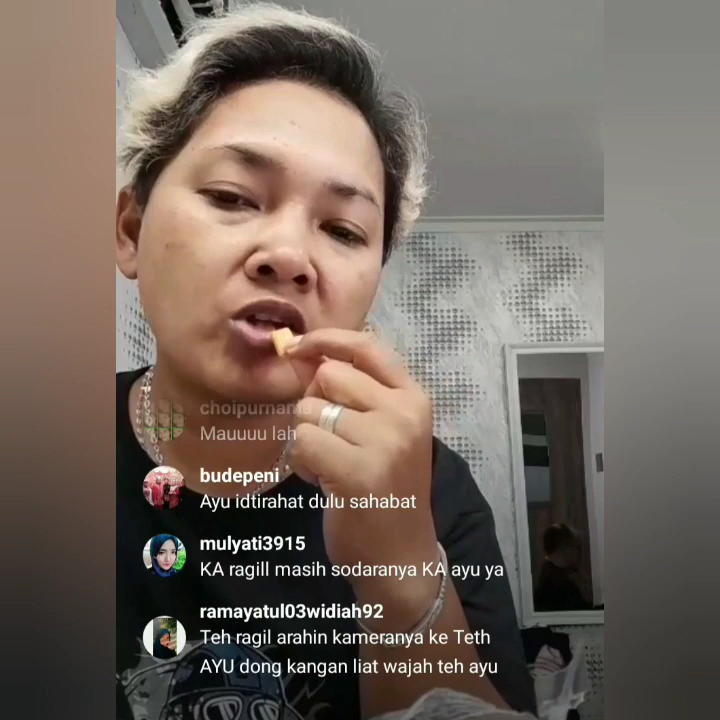 choipurnama
Mauuuu lah
budepeni
Ayu idtirahat dulu sahabat
mulyati3915
KA ragill masih sodaranya KA ayu ya
ramayatul03widiah92
Teh ragil arahin kameranya ke Teth
AYU dong kangan liat wajah teh ayu